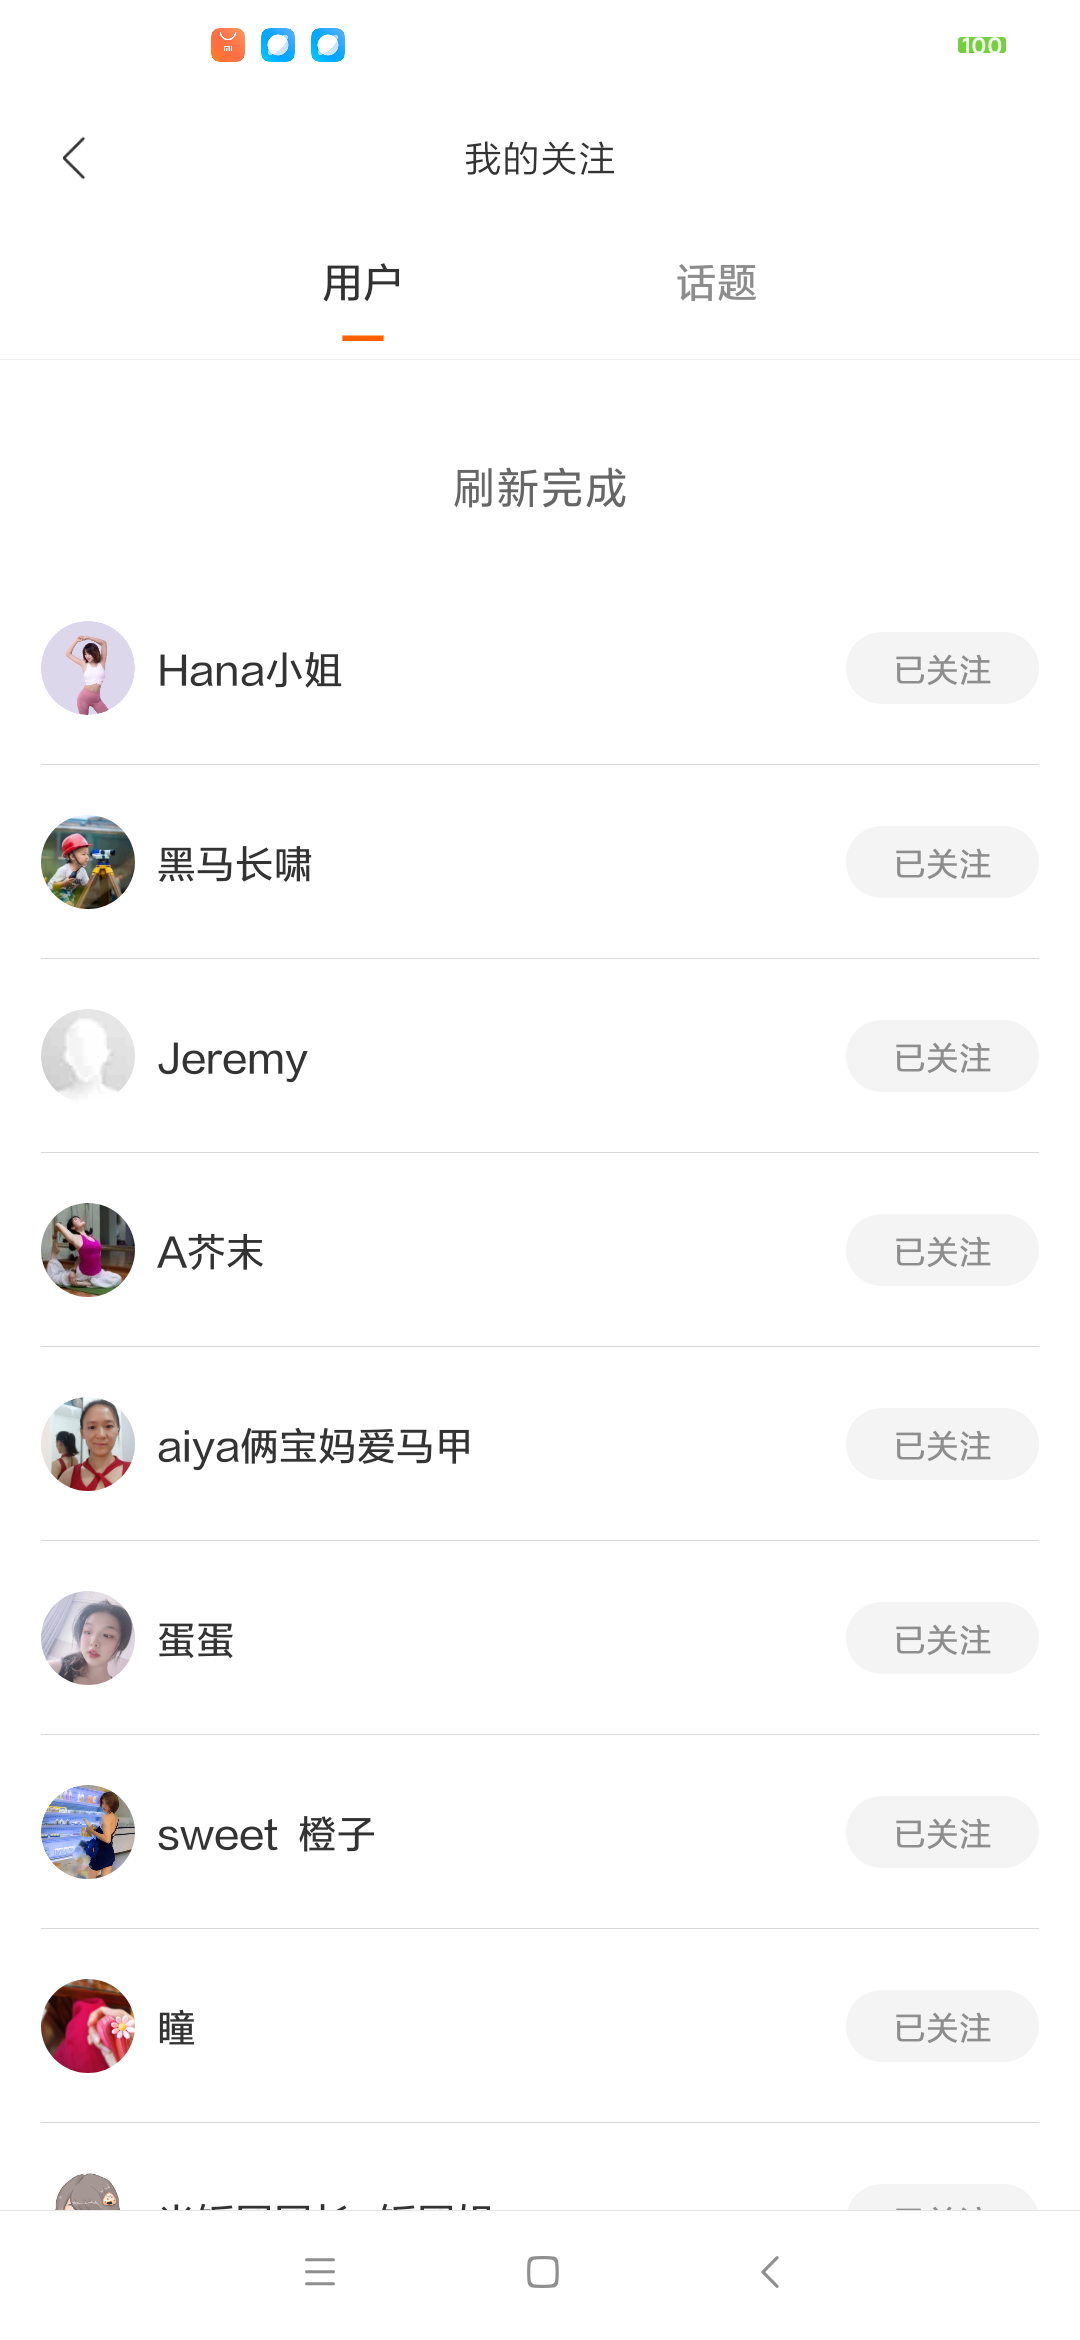 100
我的关注
用户 话题
刷新完成
Hana小姐 已关注
黑马长啸 已关注
Jeremy 已关注
A芥末 已关注
aiya俩宝妈爱马甲 已关注
蛋蛋 已关注
sweet 橙子 已关注
瞳 已关注